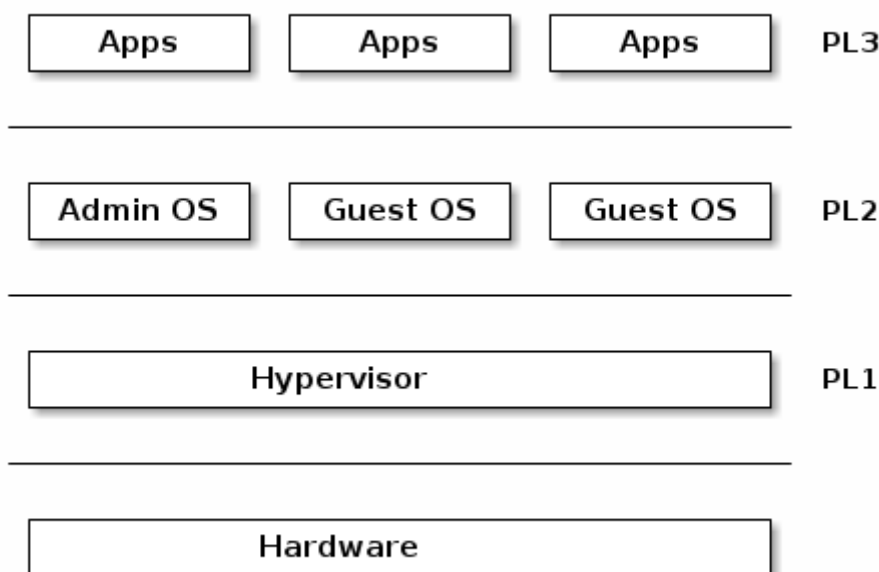 Apps Apps Apps PL3
Admin OS Guest OS Guest OS PL2
Hypervisor PL1
Hardware